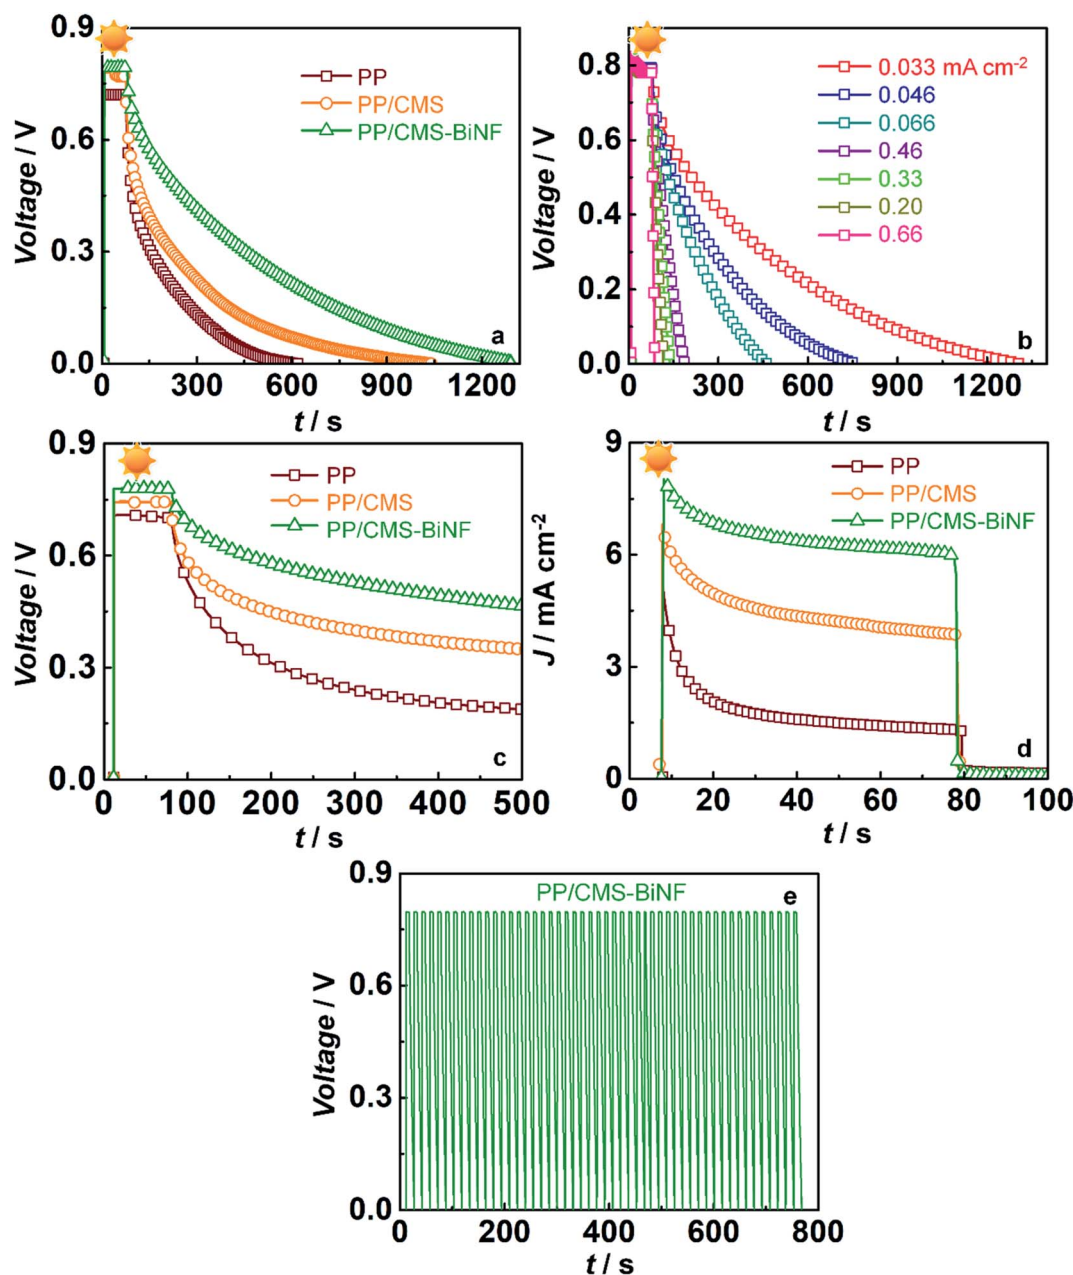 0.9
0.6
0.3
0.0
Voltage / V
PP
PP/CMS
PP/CMS-BiNF
a
0 300 600 900 1200
t / s
0.8
0.6
0.4
0.2
0.0
Voltage / V
0.033 mA cm-2
0.046
0.066
0.46
0.33
0.20
0.66
b
0 300 600 900 1200
t / s
0.9
0.6
0.3
0.0
Voltage / V
PP
PP/CMS
PP/CMS-BiNF
c
0 100 200 300 400 500
t / s
9
6
3
0
J / mA cm-2
PP
PP/CMS
PP/CMS-BiNF
d
0 20 40 60 80 100
t / s
0.9
0.6
0.3
0.0
Voltage / V
PP/CMS-BiNF
e
0 200 400 600 800
t / s